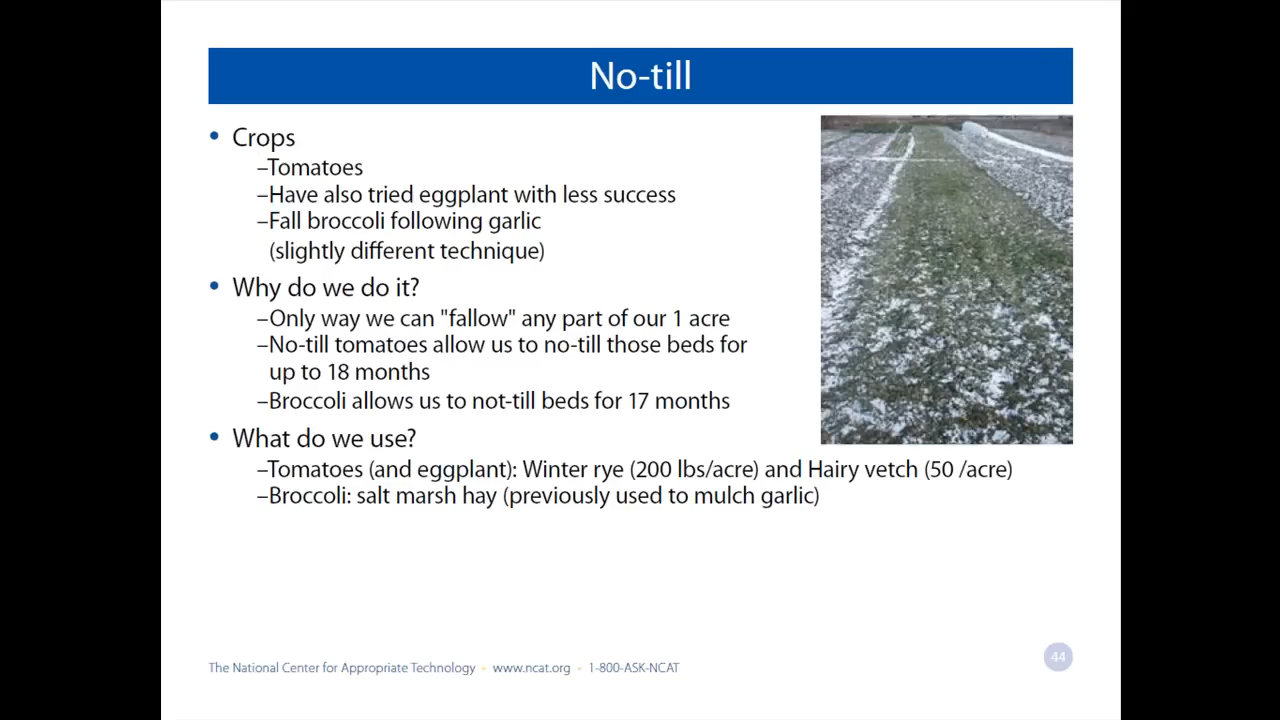 No-till
• Crops
–Tomatoes
–Have also tried eggplant with less success
–Fall broccoli following garlic
(slightly different technique)
• Why do we do it?
–Only way we can "fallow" any part of our 1 acre
–No-till tomatoes allow us to no-till those beds for
up to 18 months
–Broccoli allows us to not-till beds for 17 months
• What do we use?
–Tomatoes (and eggplant): Winter rye (200 lbs/acre) and Hairy vetch (50 /acre)
–Broccoli: salt marsh hay (previously used to mulch garlic)
The National Center for Appropriate Technology • www.ncat.org • 1-800-ASK-NCAT
44